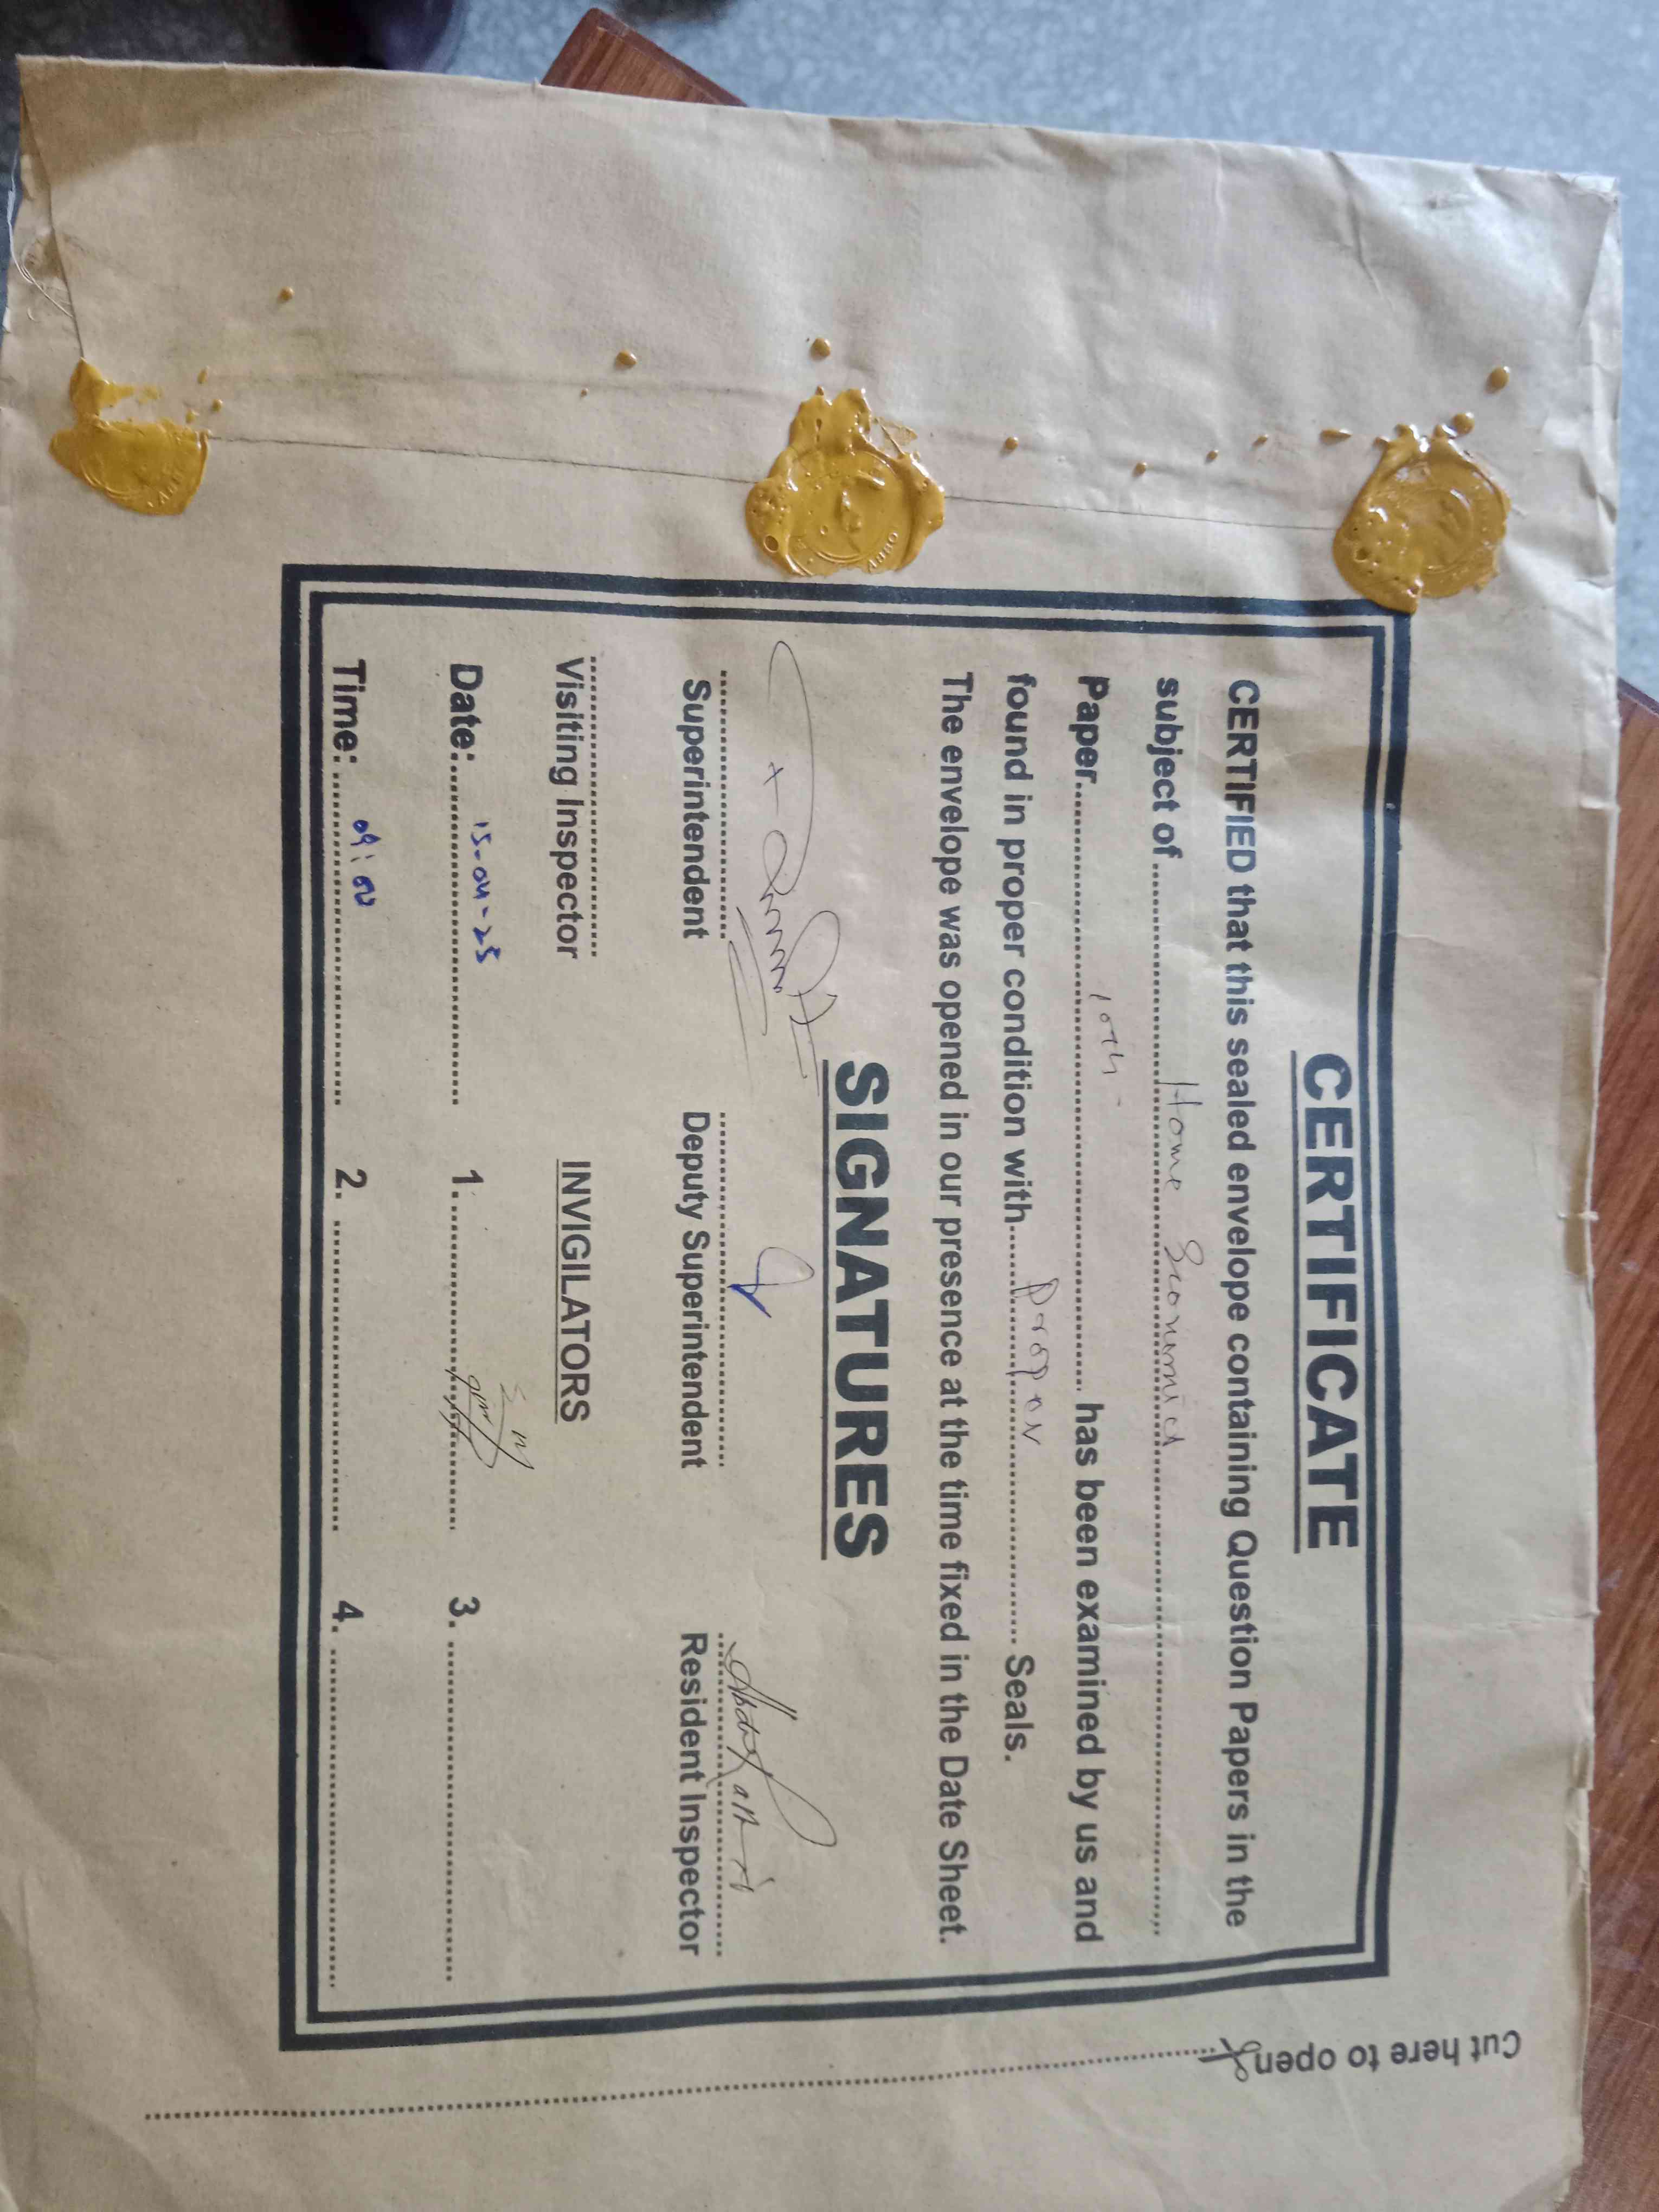 CERTIFICATE
CERTIFIED that this sealed envelope containing Question Papers in the
subject of.......... Home Economics ..........
Paper.......... 10th - .......... has been examined by us and
found in proper condition with.......... Proper .......... Seals.
The envelope was opened in our presence at the time fixed in the Date Sheet.
SIGNATURES
Superintendent Deputy Superintendent Resident Inspector
Visiting Inspector INVIGILATORS
Date: 15-04-25 1. .......... 3. ..........
Time: 09:00 2. .......... 4. ..........
Cut here to open